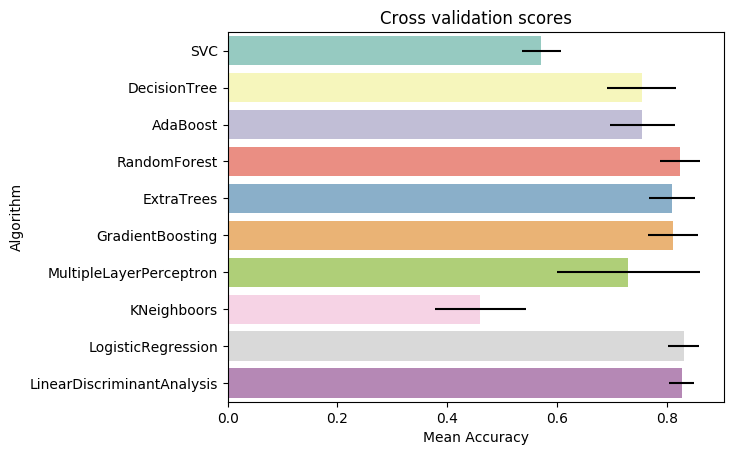 Cross validation scores
Algorithm
SVC
DecisionTree
AdaBoost
RandomForest
ExtraTrees
GradientBoosting
MultipleLayerPerceptron
KNeighboors
LogisticRegression
LinearDiscriminantAnalysis
0.0 0.2 0.4 0.6 0.8
Mean Accuracy